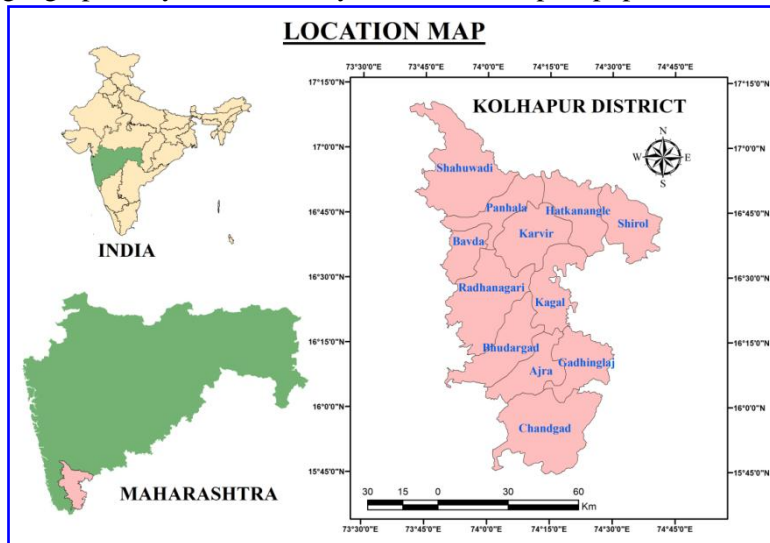 LOCATION MAP
INDIA
MAHARASHTRA
73°30'0"E 73°45'0"E 74°0'0"E 74°15'0"E 74°30'0"E 74°45'0"E
17°15'0"N 17°15'0"N
KOLHAPUR DISTRICT
N
W E
S
17°0'0"N 17°0'0"N
Shahuwadi
Panhala Hatkanangle
16°45'0"N Shirol 16°45'0"N
Bavda Karvir
16°30'0"N Radhanagari 16°30'0"N
Kagal
16°15'0"N Bhudargad 16°15'0"N
Gadhinglaj
Ajra
16°0'0"N Chandgad 16°0'0"N
15°45'0"N 15°45'0"N
30 15 0 30 60
Km
73°30'0"E 73°45'0"E 74°0'0"E 74°15'0"E 74°30'0"E 74°45'0"E